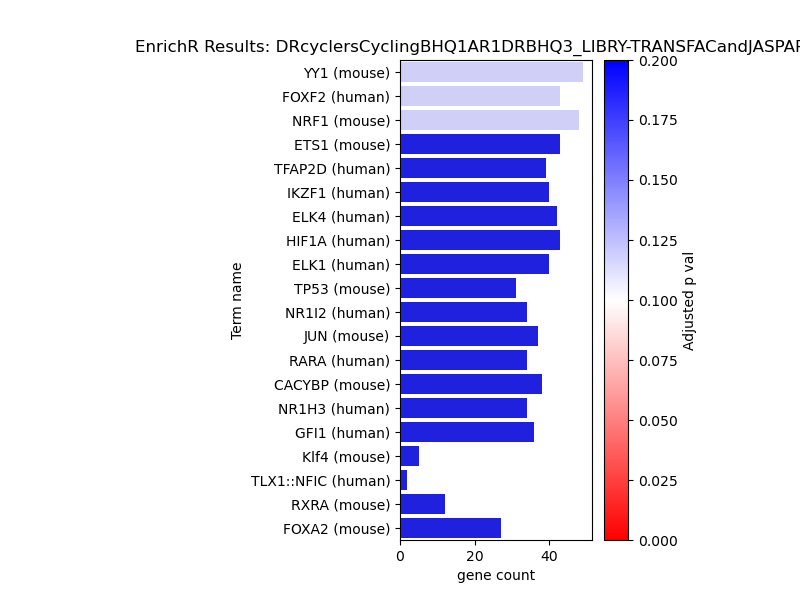 EnrichR Results: DRcyclersCyclingBHQ1AR1DRBHQ3_LIBRY-TRANSFACandJASPAR
YY1 (mouse)
FOXF2 (human)
NRF1 (mouse)
ETS1 (mouse)
TFAP2D (human)
IKZF1 (human)
ELK4 (human)
HIF1A (human)
ELK1 (human)
TP53 (mouse)
NR1I2 (human)
JUN (mouse)
RARA (human)
CACYBP (mouse)
NR1H3 (human)
GFI1 (human)
Klf4 (mouse)
TLX1::NFIC (human)
RXRA (mouse)
FOXA2 (mouse)
Term name
0 20 40
gene count
0.200
0.175
0.150
0.125
0.100
0.075
0.050
0.025
0.000
Adjusted p val